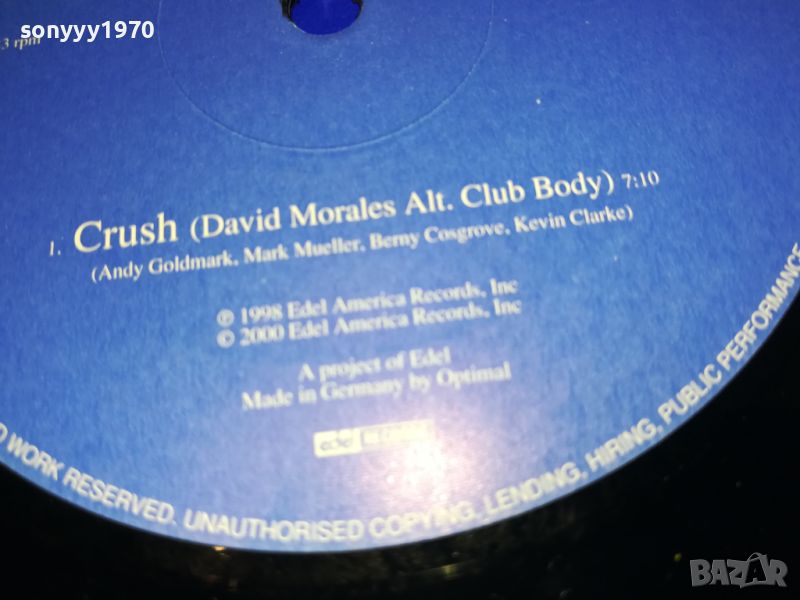 sonyyy1970
3 rpm
1. Crush (David Morales Alt. Club Body) 7:10
(Andy Goldmark, Mark Mueller, Berny Cosgrove, Kevin Clarke)
℗ 1998 Edel America Records, Inc
© 2000 Edel America Records, Inc
A project of Edel
Made in Germany by Optimal
edel
D WORK RESERVED. UNAUTHORISED COPYING, LENDING, HIRING, PUBLIC PERFORMANCE
BAZAR